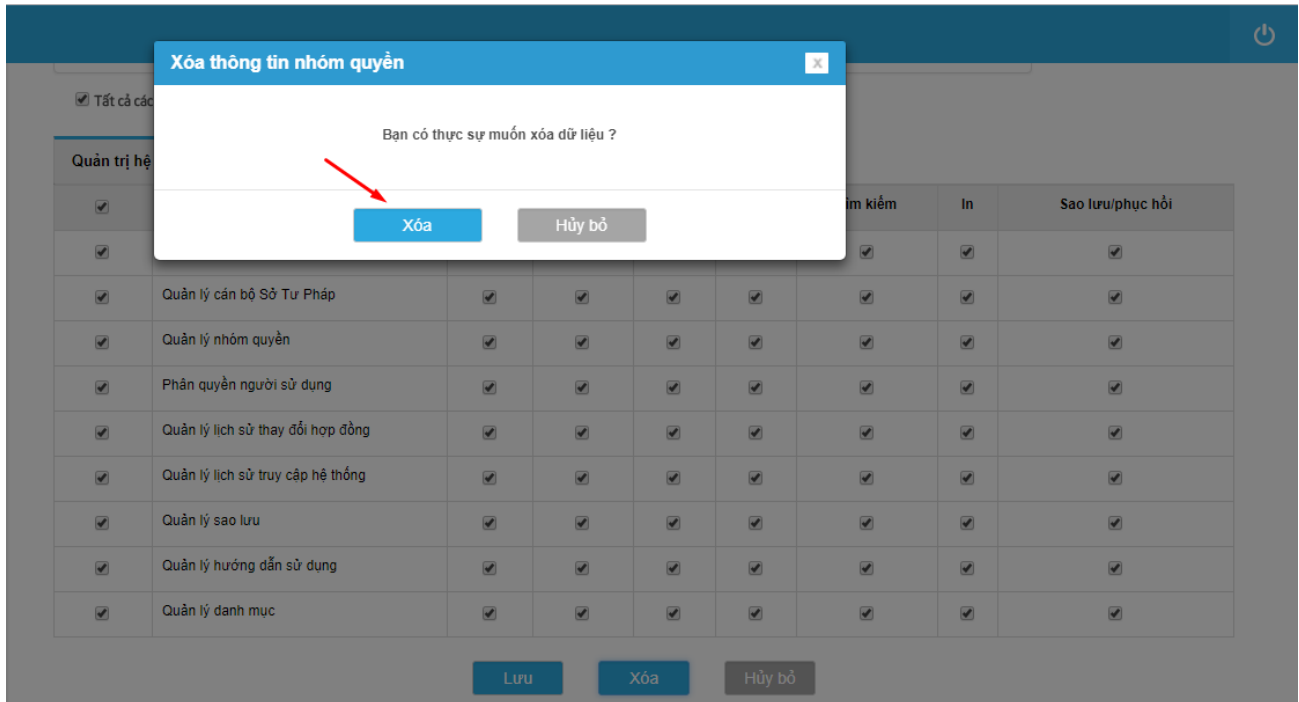 Xóa thông tin nhóm quyền
x
Tất cả các
Bạn có thực sự muốn xóa dữ liệu ?
Quản trị hệ
Xóa
Hủy bỏ
In
Sao lưu/phục hồi
Quản lý cán bộ Sở Tư Pháp
Quản lý nhóm quyền
Phân quyền người sử dụng
Quản lý lịch sử thay đổi hợp đồng
Quản lý lịch sử truy cập hệ thống
Quản lý sao lưu
Quản lý hướng dẫn sử dụng
Quản lý danh mục
Lưu Xóa Hủy bỏ